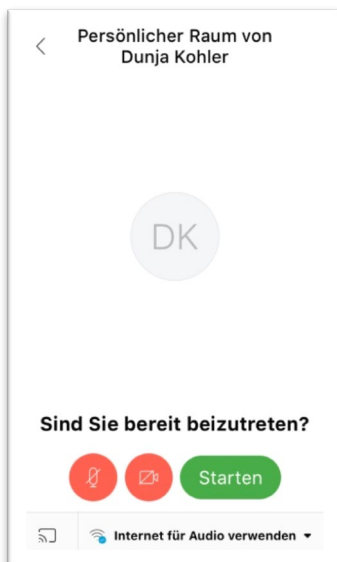 Persönlicher Raum von
Dunja Kohler
DK
Sind Sie bereit beizutreten?
Starten
Internet für Audio verwenden